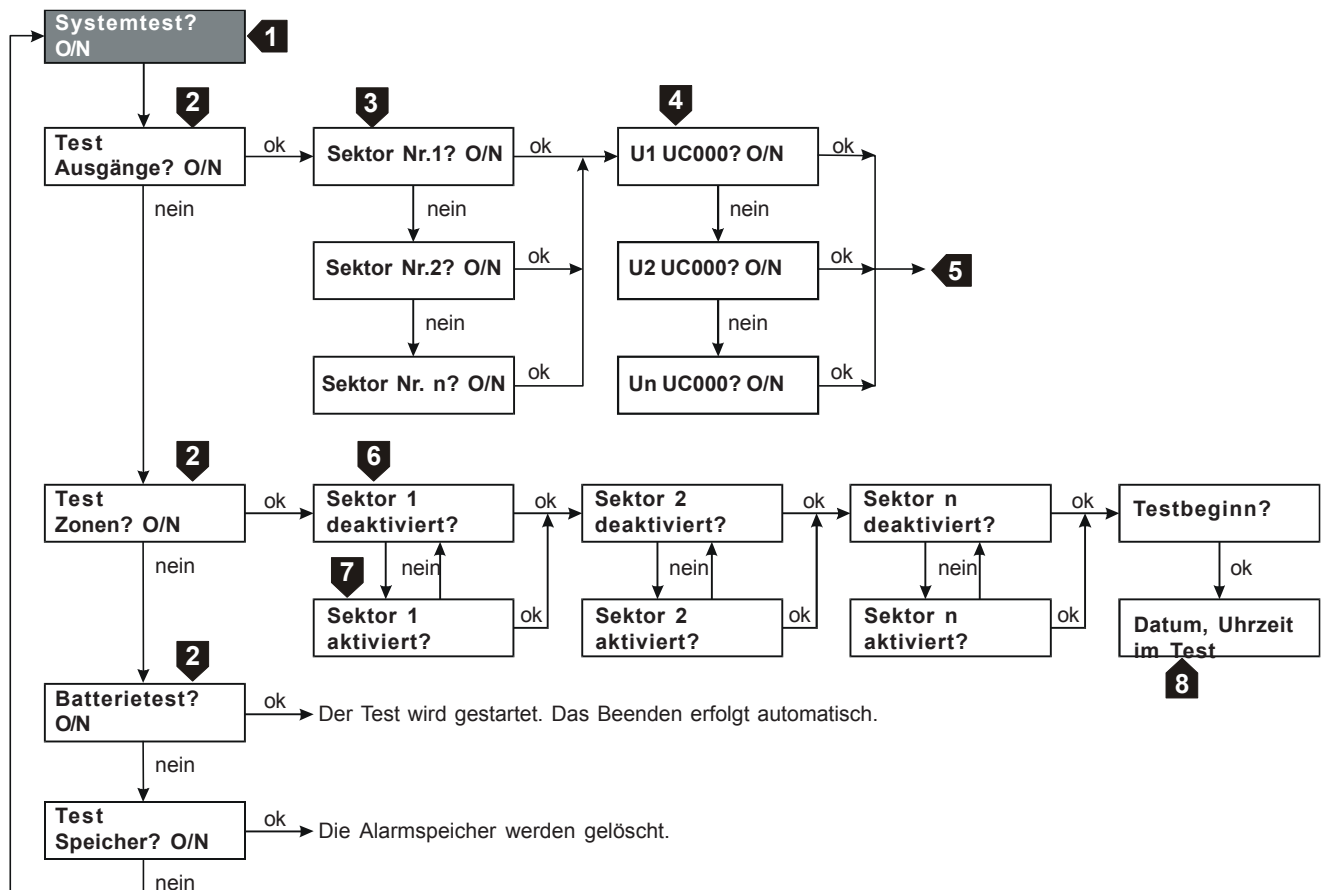 Systemtest?
O/N
1
2
3
4
Test
Ausgänge? O/N
ok
Sektor Nr.1? O/N
ok
U1 UC000? O/N
ok
nein
nein
nein
Sektor Nr.2? O/N
ok
U2 UC000? O/N
ok
5
nein
nein
Sektor Nr. n? O/N
ok
Un UC000? O/N
ok
2
6
Test
Zonen? O/N
ok
Sektor 1
deaktiviert?
ok
Sektor 2
deaktiviert?
ok
Sektor n
deaktiviert?
ok
Testbeginn?
nein
7
nein
nein
nein
ok
Sektor 1
aktiviert?
ok
Sektor 2
aktiviert?
ok
Sektor n
aktiviert?
ok
Datum, Uhrzeit
im Test
8
2
Batterietest?
O/N
ok
Der Test wird gestartet. Das Beenden erfolgt automatisch.
nein
Test
Speicher? O/N
ok
Die Alarmspeicher werden gelöscht.
nein